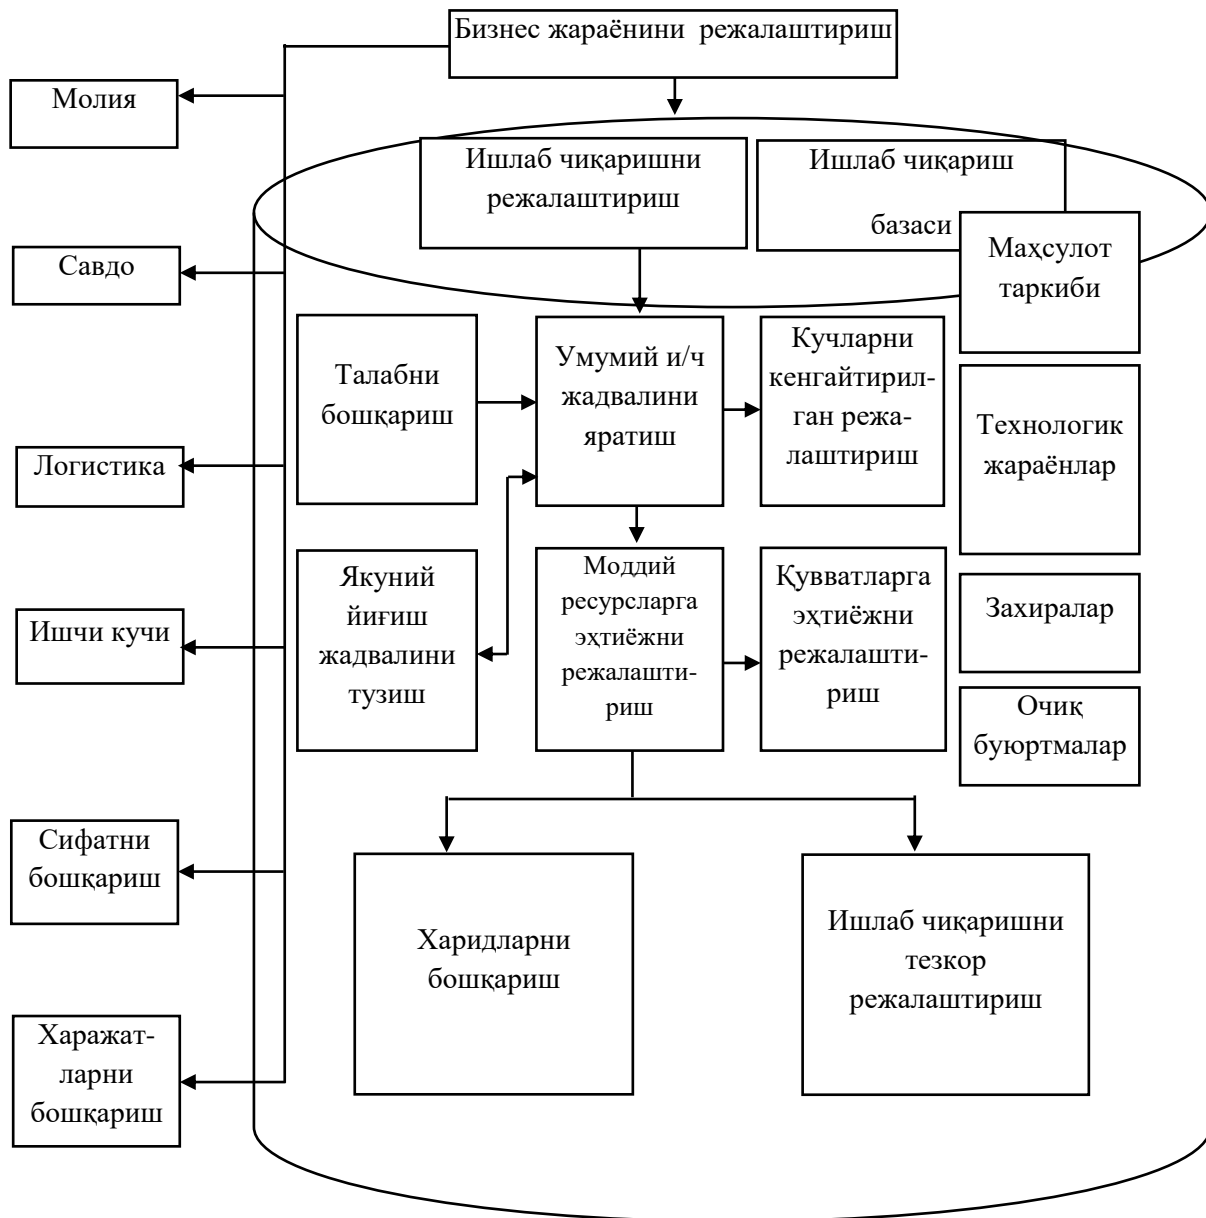 Бизнес жараёнини режалаштириш
Молия
Ишлаб чиқаришни
режалаштириш
Ишлаб чиқариш
базаси
Маҳсулот
таркиби
Савдо
Талабни
бошқариш
Умумий и/ч
жадвалини
яратиш
Кучларни
кенгайтирил-
ган режа-
лаштириш
Технологик
жараёнлар
Логистика
Якуний
йиғиш
жадвалини
тузиш
Моддий
ресурсларга
эҳтиёжни
режалашти-
риш
Қувватларга
эҳтиёжни
режалашти-
риш
Захиралар
Ишчи кучи
Очиқ
буюртмалар
Сифатни
бошқариш
Харидларни
бошқариш
Ишлаб чиқаришни
тезкор
режалаштириш
Харажат-
ларни
бошқариш